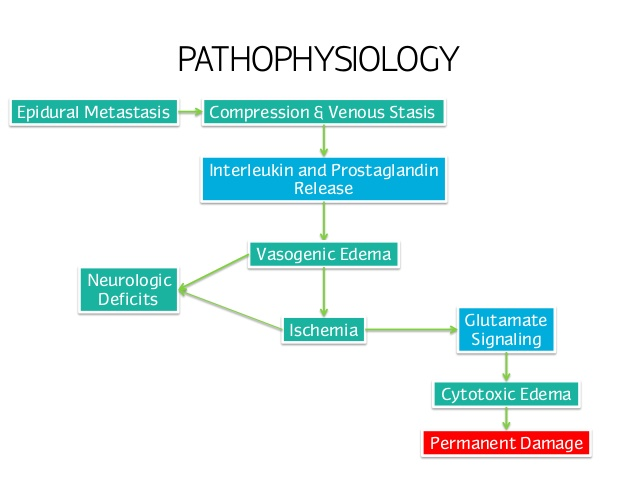 PATHOPHYSIOLOGY
Epidural Metastasis
Compression & Venous Stasis
Interleukin and Prostaglandin
Release
Vasogenic Edema
Neurologic
Deficits
Ischemia
Glutamate
Signaling
Cytotoxic Edema
Permanent Damage